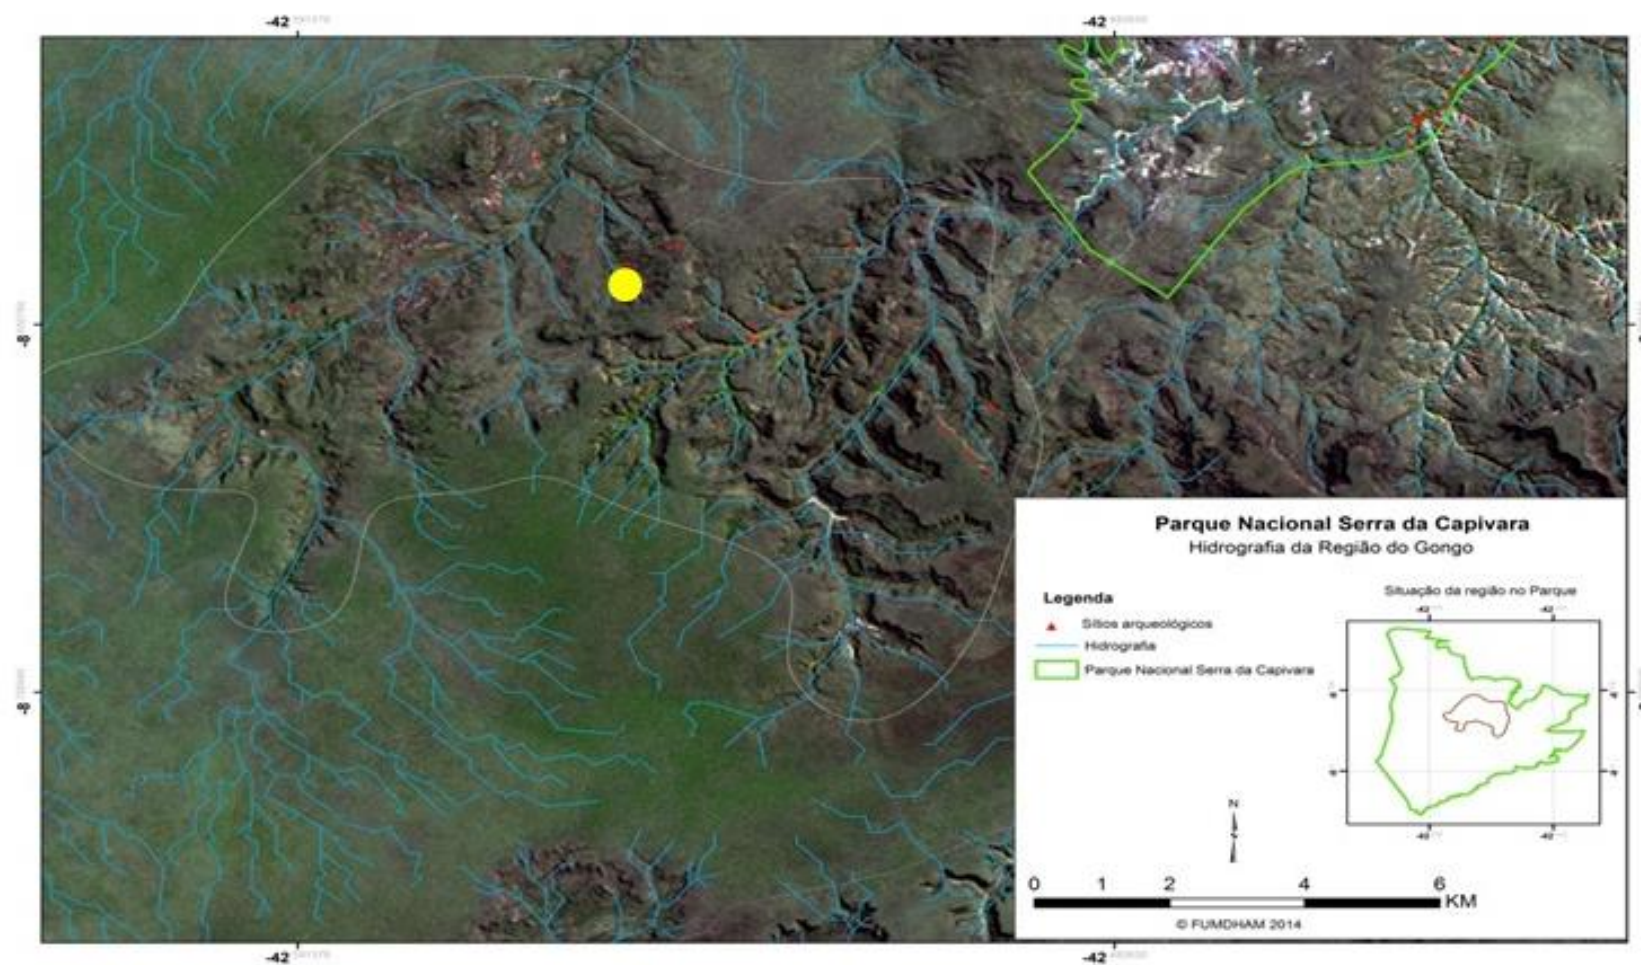 -42
-42
-8
-8
Parque Nacional Serra da Capivara
Hidrografia da Região do Gongo
Legenda
Sítios arqueológicos
Hidrografia
Parque Nacional Serra da Capivara
Situação da região no Parque
N
0 1 2 4 6
KM
© FUMDHAM 2014
-42
-42